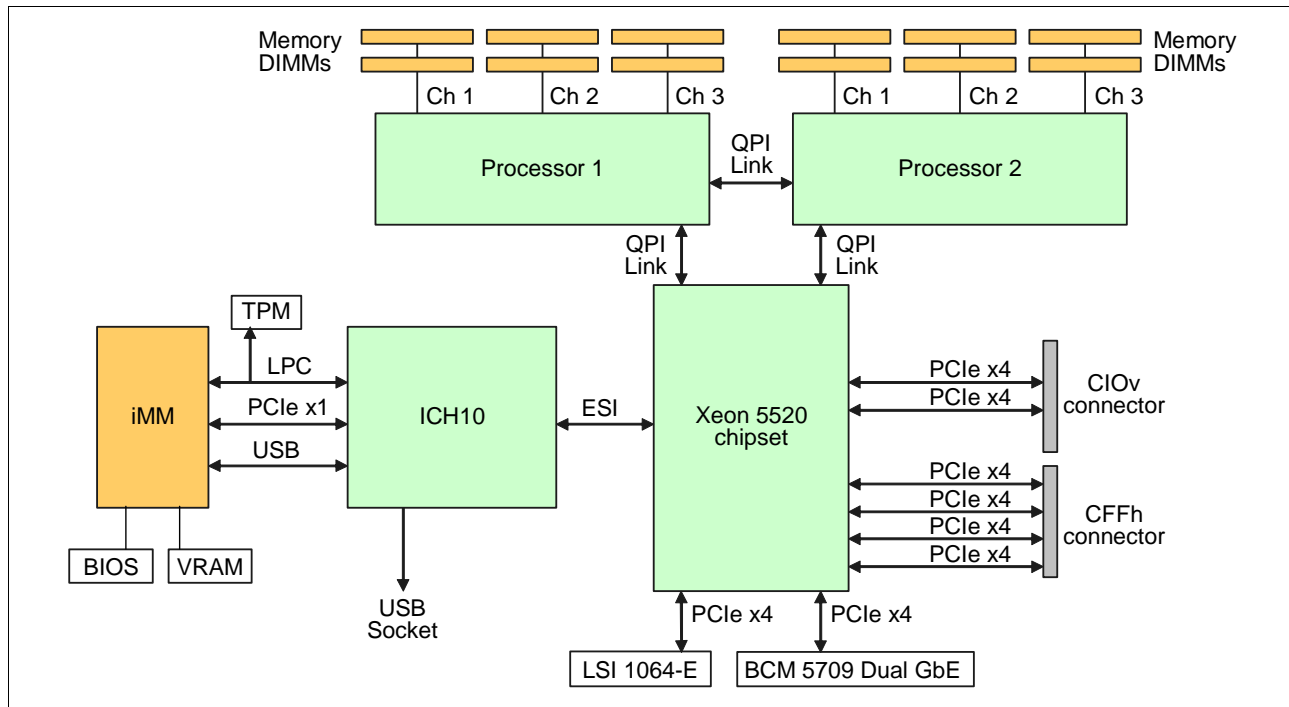 Memory
DIMMs
Memory
DIMMs
Ch 1
Ch 2
Ch 3
Ch 1
Ch 2
Ch 3
Processor 1
QPI
Link
Processor 2
QPI
Link
QPI
Link
TPM
iMM
LPC
PCIe x1
USB
ICH10
ESI
Xeon 5520
chipset
PCIe x4
PCIe x4
CIOv
connector
PCIe x4
PCIe x4
PCIe x4
PCIe x4
CFFh
connector
BIOS
VRAM
USB
Socket
PCIe x4
PCIe x4
LSI 1064-E
BCM 5709 Dual GbE